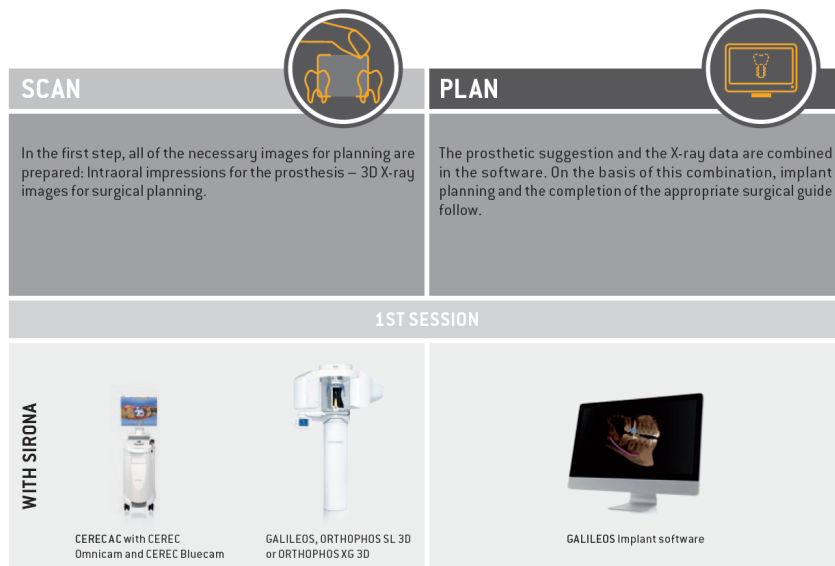 SCAN
In the first step, all of the necessary images for planning are
prepared: Intraoral impressions for the prosthesis – 3D X-ray
images for surgical planning.
PLAN
The prosthetic suggestion and the X-ray data are combined
in the software. On the basis of this combination, implant
planning and the completion of the appropriate surgical guide
follow.
1ST SESSION
WITH SIRONA
CEREC AC with CEREC
Omnicam and CEREC Bluecam
GALILEOS, ORTHOPHOS SL 3D
or ORTHOPHOS XG 3D
GALILEOS Implant software